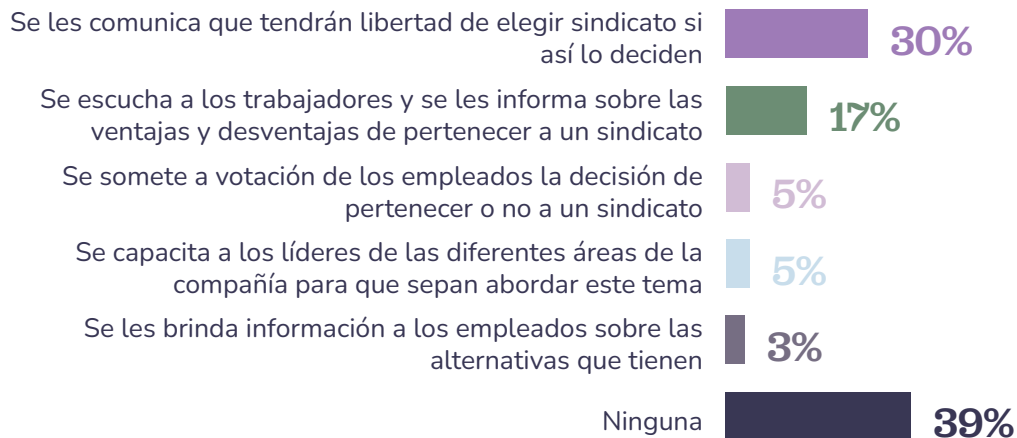 Se les comunica que tendrán libertad de elegir sindicato si
así lo deciden
30%
Se escucha a los trabajadores y se les informa sobre las
ventajas y desventajas de pertenecer a un sindicato
17%
Se somete a votación de los empleados la decisión de
pertenecer o no a un sindicato
5%
Se capacita a los líderes de las diferentes áreas de la
compañía para que sepan abordar este tema
5%
Se les brinda información a los empleados sobre las
alternativas que tienen
3%
Ninguna
39%